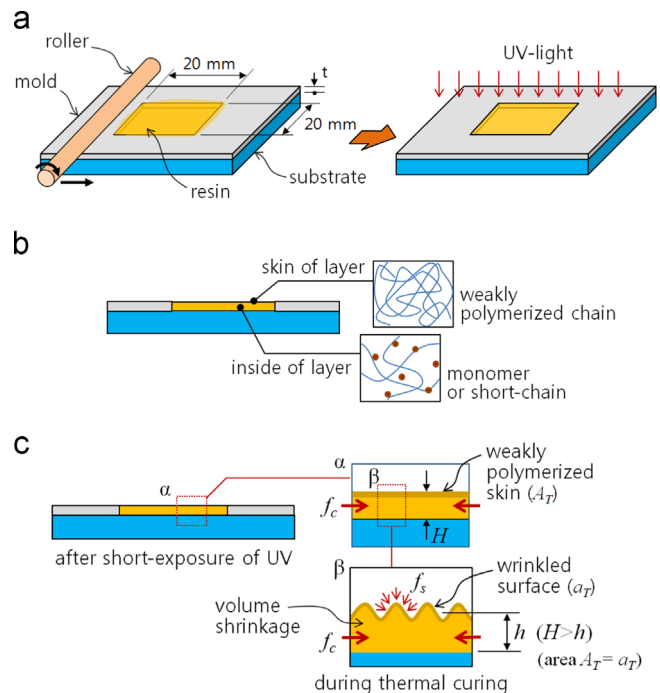 a
roller
mold
20 mm
t
20 mm
resin
substrate
UV-light
b
skin of layer
inside of layer
weakly
polymerized chain
monomer
or short-chain
c
α
after short-exposure of UV
α
β
f_c
H
weakly
polymerized
skin (A_T)
β
f_s
volume
shrinkage
f_c
wrinkled
surface (a_T)
h (H>h)
(area A_T = a_T)
during thermal curing